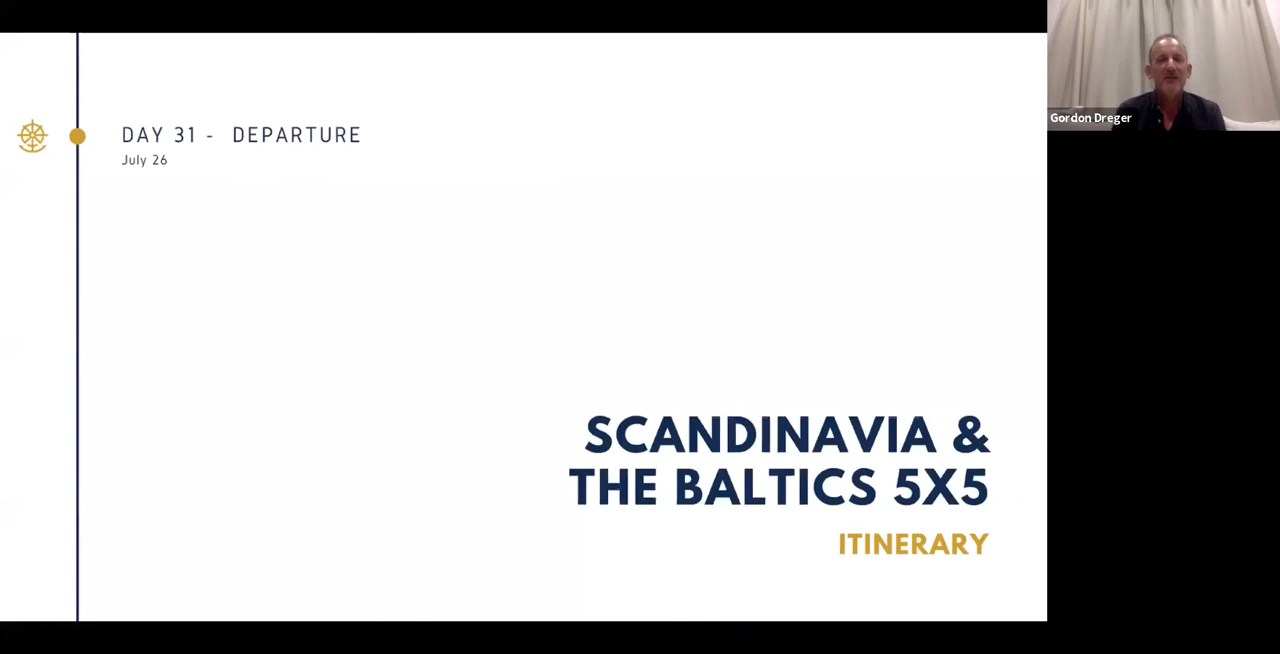 DAY 31 - DEPARTURE
July 26
SCANDINAVIA &
THE BALTICS 5X5
ITINERARY
Gordon Dreger